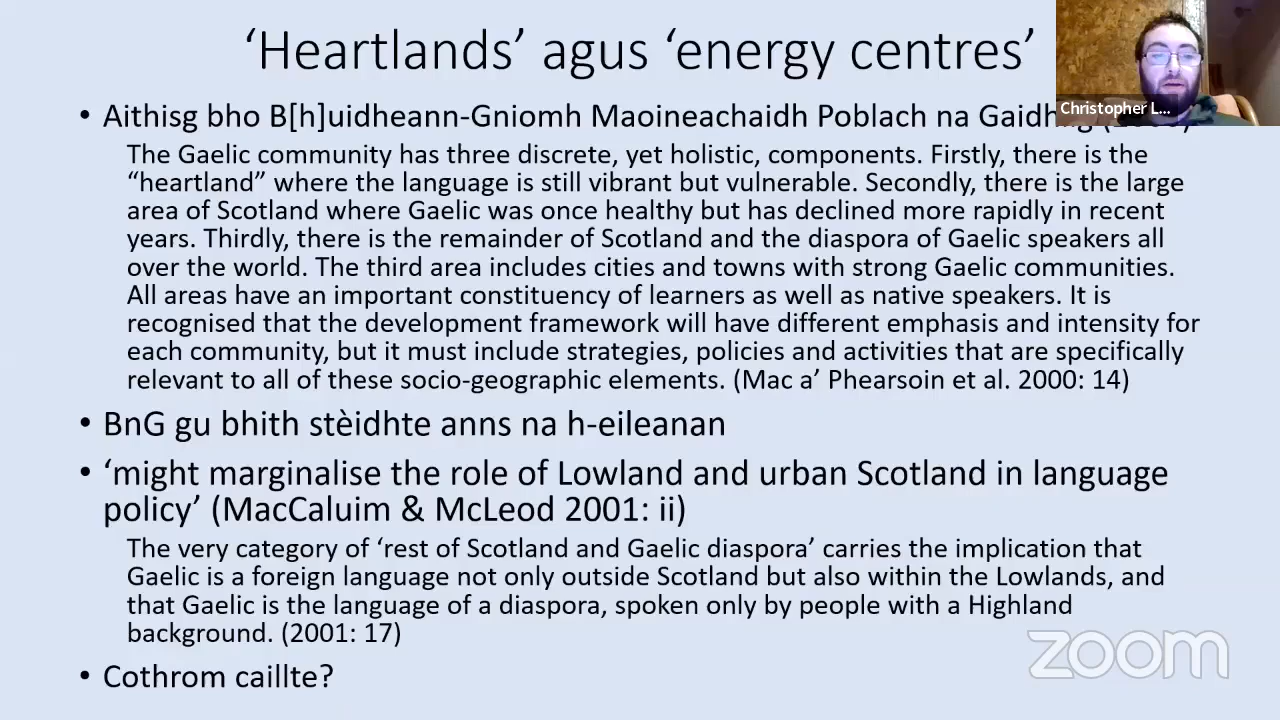 ‘Heartlands’ agus ‘energy centres’
Christopher L...
• Aithisg bho B[h]uidheann-Gniomh Maoineachaidh Poblach na
The Gaelic community has three discrete, yet holistic, components. Firstly, there is the
“heartland” where the language is still vibrant but vulnerable. Secondly, there is the large
area of Scotland where Gaelic was once healthy but has declined more rapidly in recent
years. Thirdly, there is the remainder of Scotland and the diaspora of Gaelic speakers all
over the world. The third area includes cities and towns with strong Gaelic communities.
All areas have an important constituency of learners as well as native speakers. It is
recognised that the development framework will have different emphasis and intensity for
each community, but it must include strategies, policies and activities that are specifically
relevant to all of these socio-geographic elements. (Mac a’ Phearsoin et al. 2000: 14)
• BnG gu bhith stèidhte anns na h-eileanan
• ‘might marginalise the role of Lowland and urban Scotland in language
policy’ (MacCaluim & McLeod 2001: ii)
The very category of ‘rest of Scotland and Gaelic diaspora’ carries the implication that
Gaelic is a foreign language not only outside Scotland but also within the Lowlands, and
that Gaelic is the language of a diaspora, spoken only by people with a Highland
background. (2001: 17)
• Cothrom caillte?
zoom